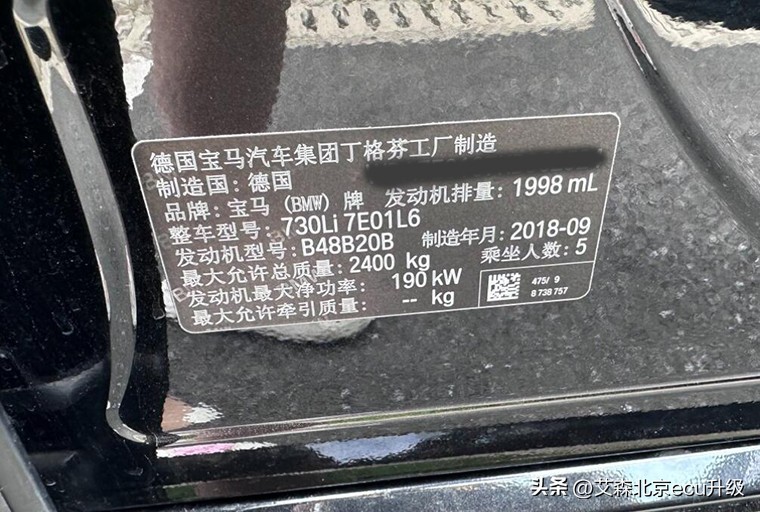 德国宝马汽车集团丁格芬工厂制造
制造国：德国
品牌：宝马（BMW）牌 发动机排量：1998 mL
整车型号：730Li 7E01L6
发动机型号：B48B20B 制造年月：2018-09
最大允许总质量：2400 kg 乘坐人数：5
发动机最大净功率： 190 kW
最大允许牵引质量： -- kg
475/ 9
8 738 757
头条 @艾森北京ecu升级